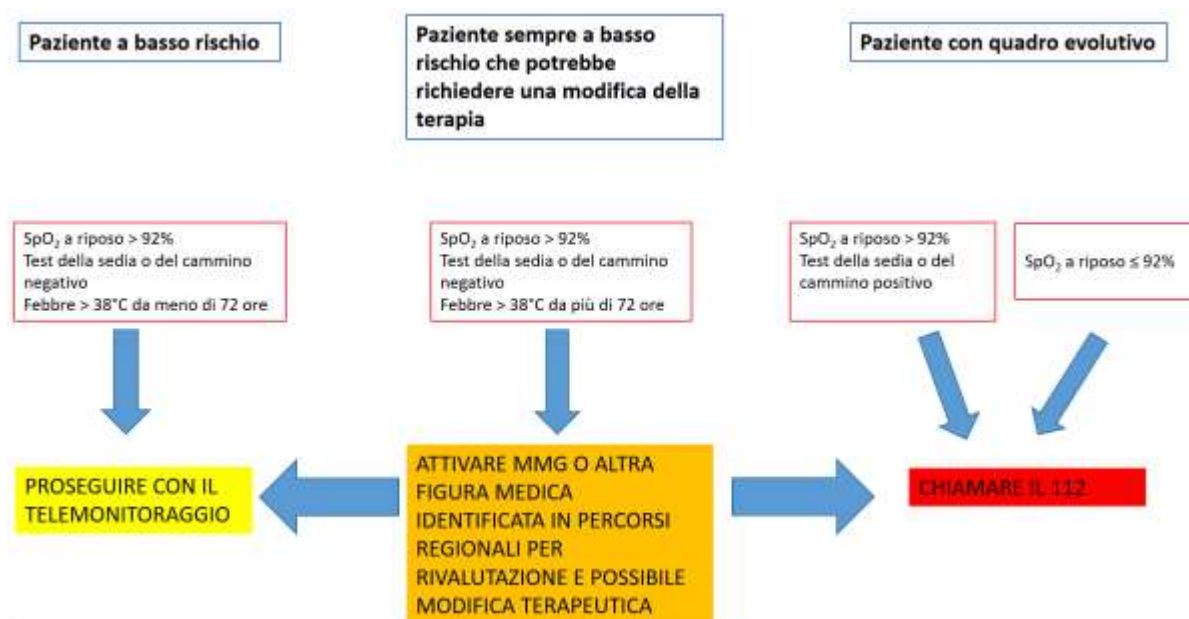 Paziente a basso rischio
Paziente sempre a basso
rischio che potrebbe
richiedere una modifica della
terapia
Paziente con quadro evolutivo
SpO₂ a riposo > 92%
Test della sedia o del cammino
negativo
Febbre > 38°C da meno di 72 ore
SpO₂ a riposo > 92%
Test della sedia o del cammino
negativo
Febbre > 38°C da più di 72 ore
SpO₂ a riposo > 92%
Test della sedia o del
cammino positivo
SpO₂ a riposo ≤ 92%
PROSEGUIRE CON IL
TELEMONITORAGGIO
ATTIVARE MMG O ALTRA
FIGURA MEDICA
IDENTIFICATA IN PERCORSI
REGIONALI PER
RIVALUTAZIONE E POSSIBILE
MODIFICA TERAPEUTICA
CHIAMARE IL 112